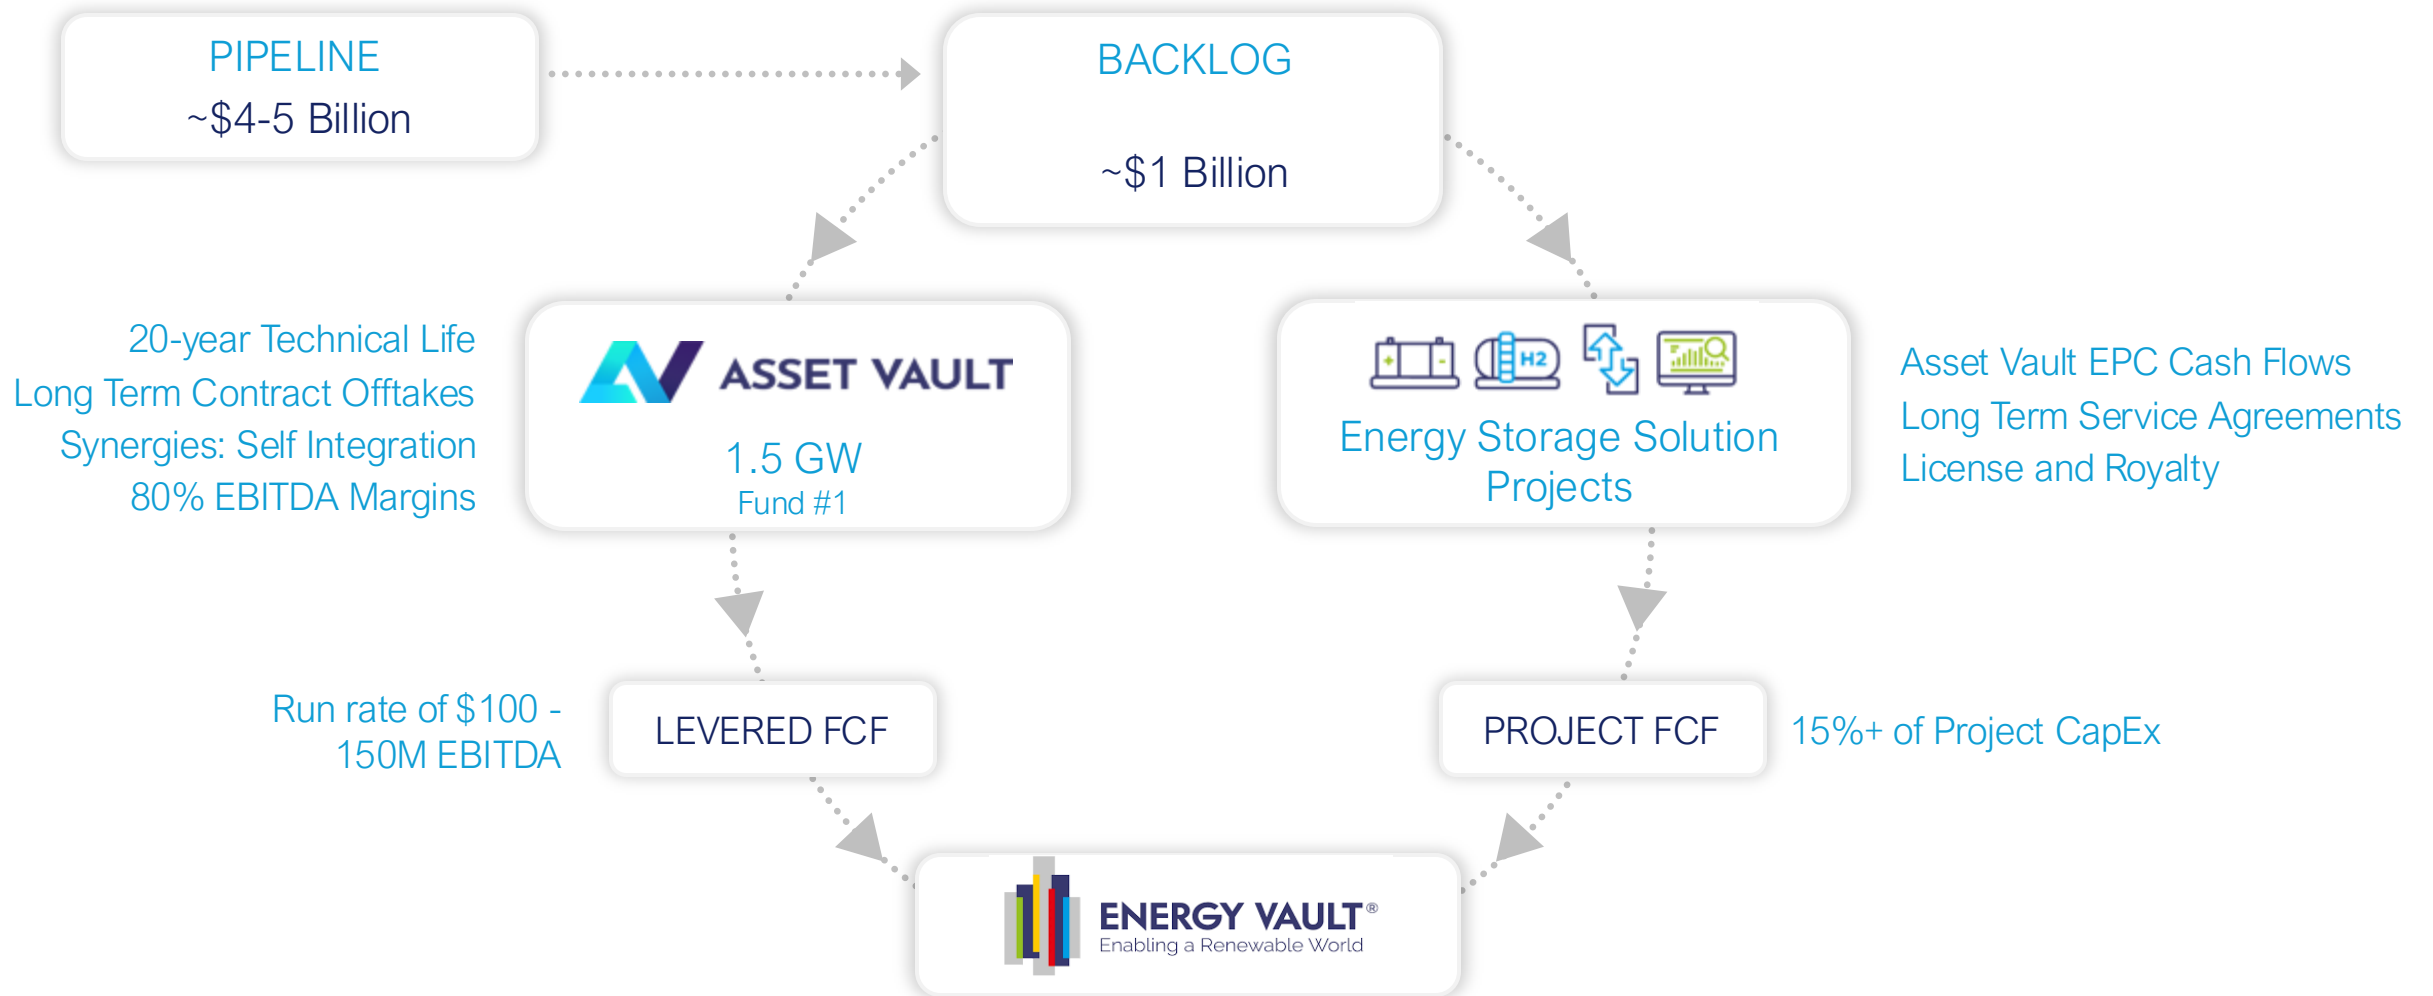 PIPELINE
~$4-5 Billion
BACKLOG
~$1 Billion
20-year Technical Life
Long Term Contract Offtakes
Synergies: Self Integration
80% EBITDA Margins
ASSET VAULT
1.5 GW
Fund #1
+ -
H2
Energy Storage Solution
Projects
Asset Vault EPC Cash Flows
Long Term Service Agreements
License and Royalty
Run rate of $100 -
150M EBITDA
LEVERED FCF
PROJECT FCF
15%+ of Project CapEx
ENERGY VAULT®
Enabling a Renewable World